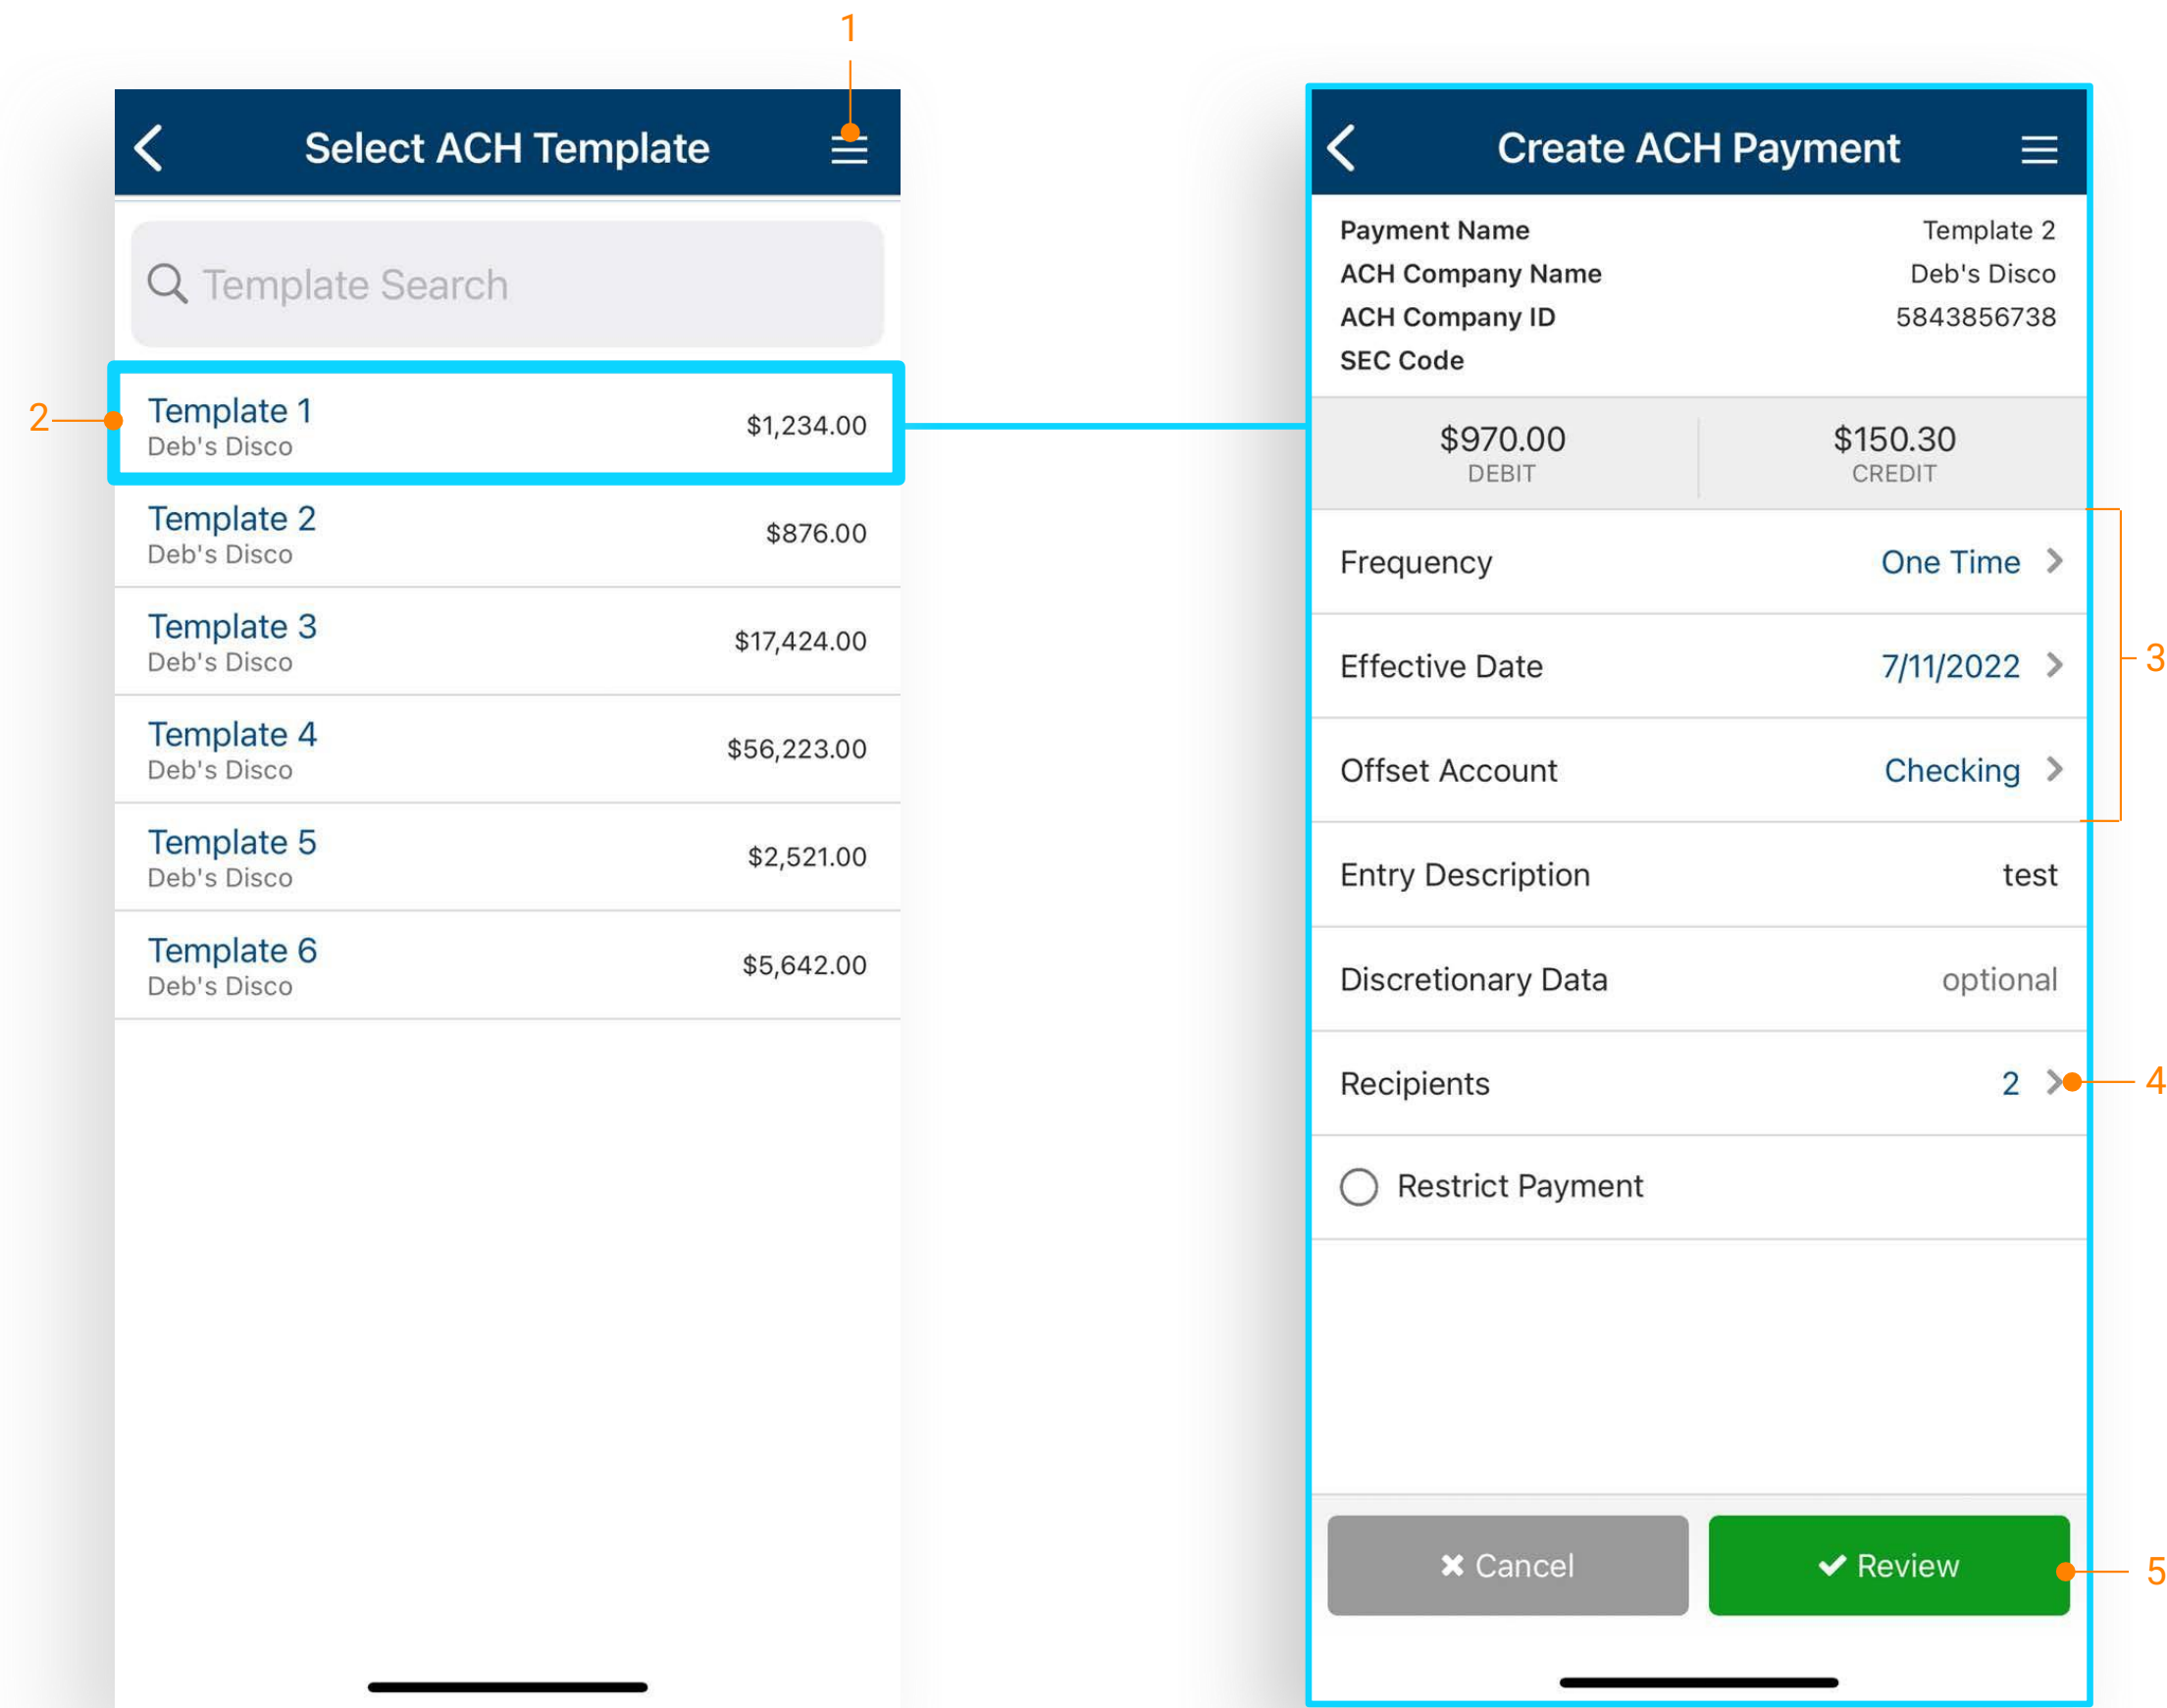 1
Select ACH Template
Template Search
2
Template 1
Deb's Disco
$1,234.00
Template 2
Deb's Disco
$876.00
Template 3
Deb's Disco
$17,424.00
Template 4
Deb's Disco
$56,223.00
Template 5
Deb's Disco
$2,521.00
Template 6
Deb's Disco
$5,642.00
Create ACH Payment
Payment Name Template 2
ACH Company Name Deb's Disco
ACH Company ID 5843856738
SEC Code
$970.00 $150.30
DEBIT CREDIT
Frequency One Time
Effective Date 7/11/2022
3
Offset Account Checking
Entry Description test
Discretionary Data optional
Recipients 2
4
Restrict Payment
Cancel Review
5